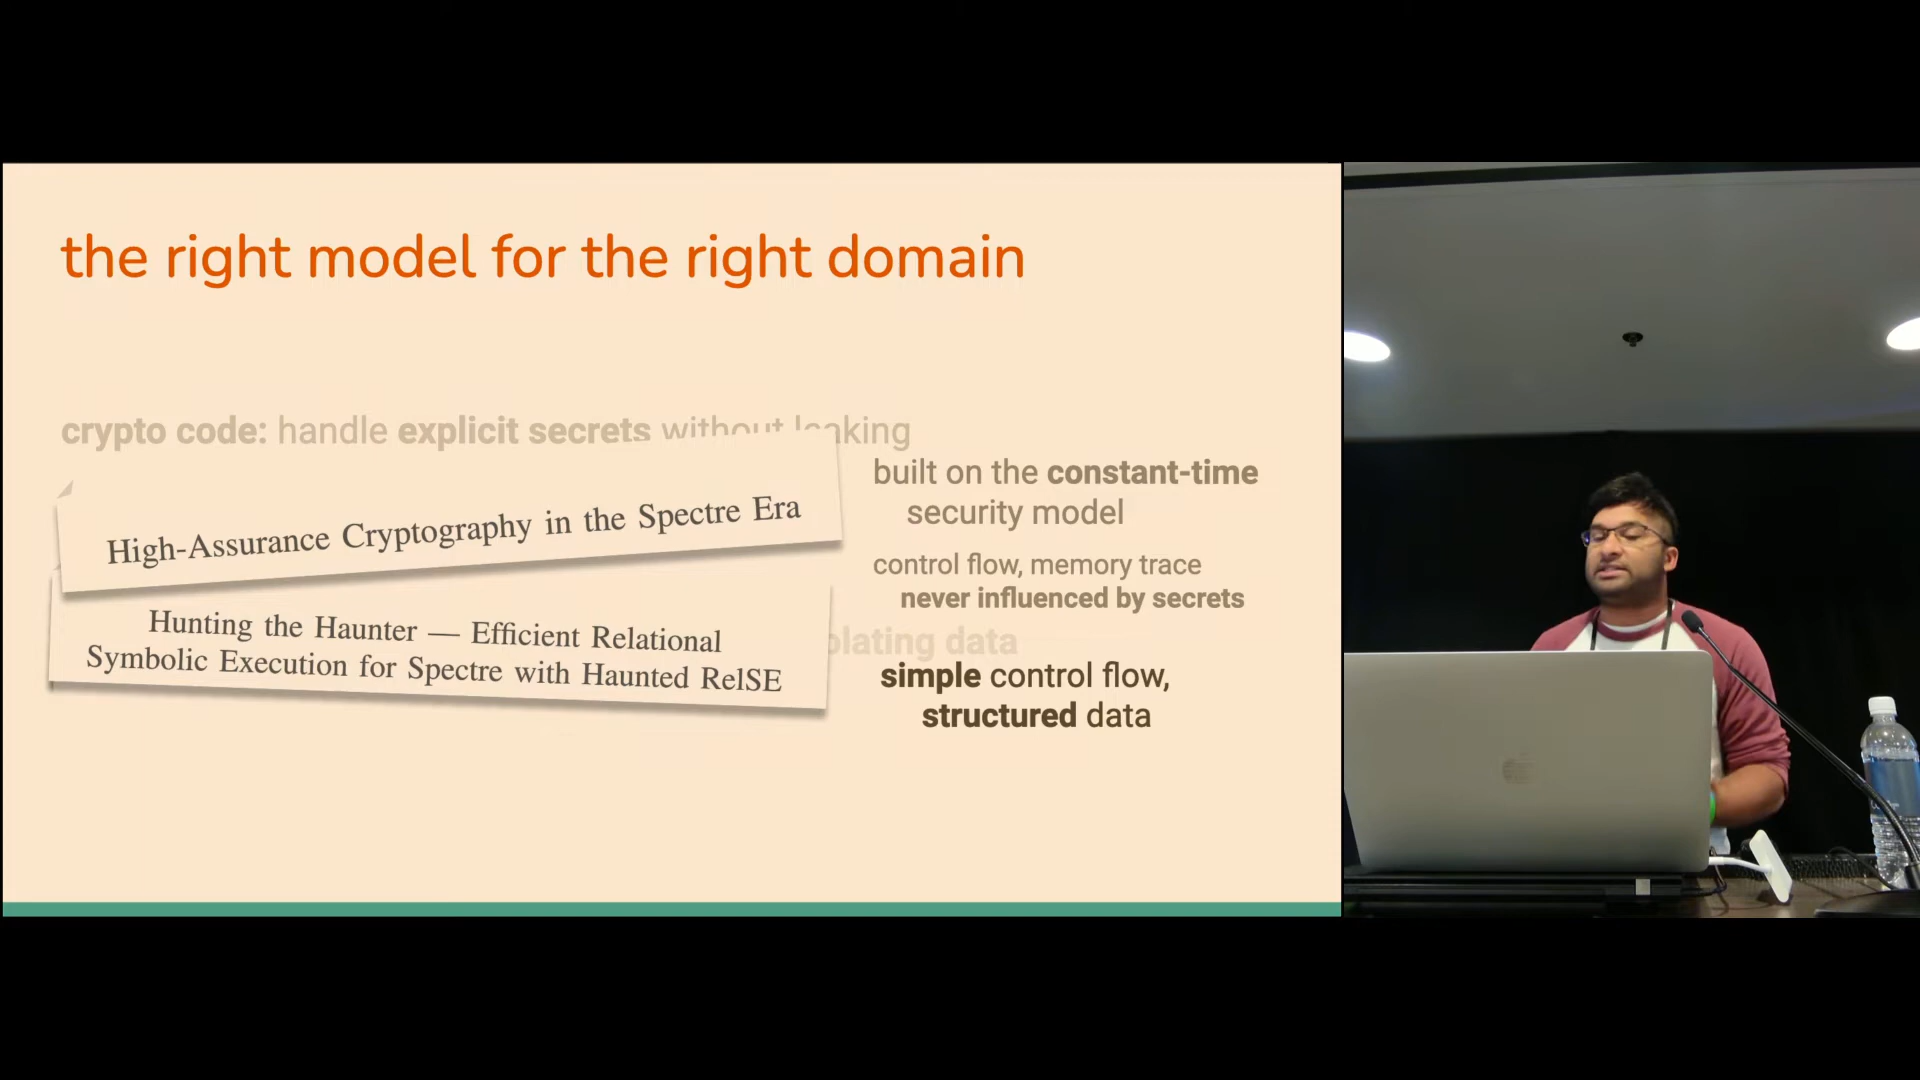 the right model for the right domain
crypto code: handle explicit secrets without leaking
High-Assurance Cryptography in the Spectre Era
Hunting the Haunter — Efficient Relational
Symbolic Execution for Spectre with Haunted RelSE
built on the constant-time
security model
control flow, memory trace
never influenced by secrets
data
simple control flow,
structured data